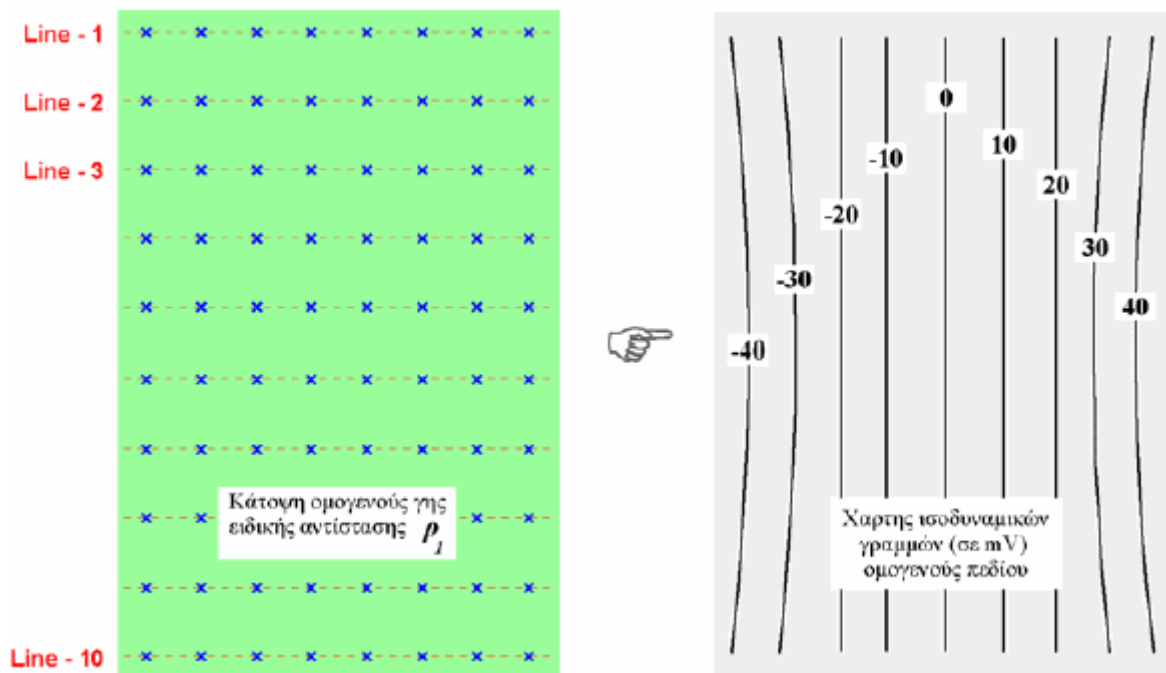 Line - 1
Line - 2
Line - 3
Line - 10
Κάτοψη ομογενούς γης
ειδικής αντίστασης ρ1
0
-10
10
-20
20
-30
30
-40
40
Χαρτης ισοδυναμικών
γραμμών (σε mV)
ομογενούς πεδίου